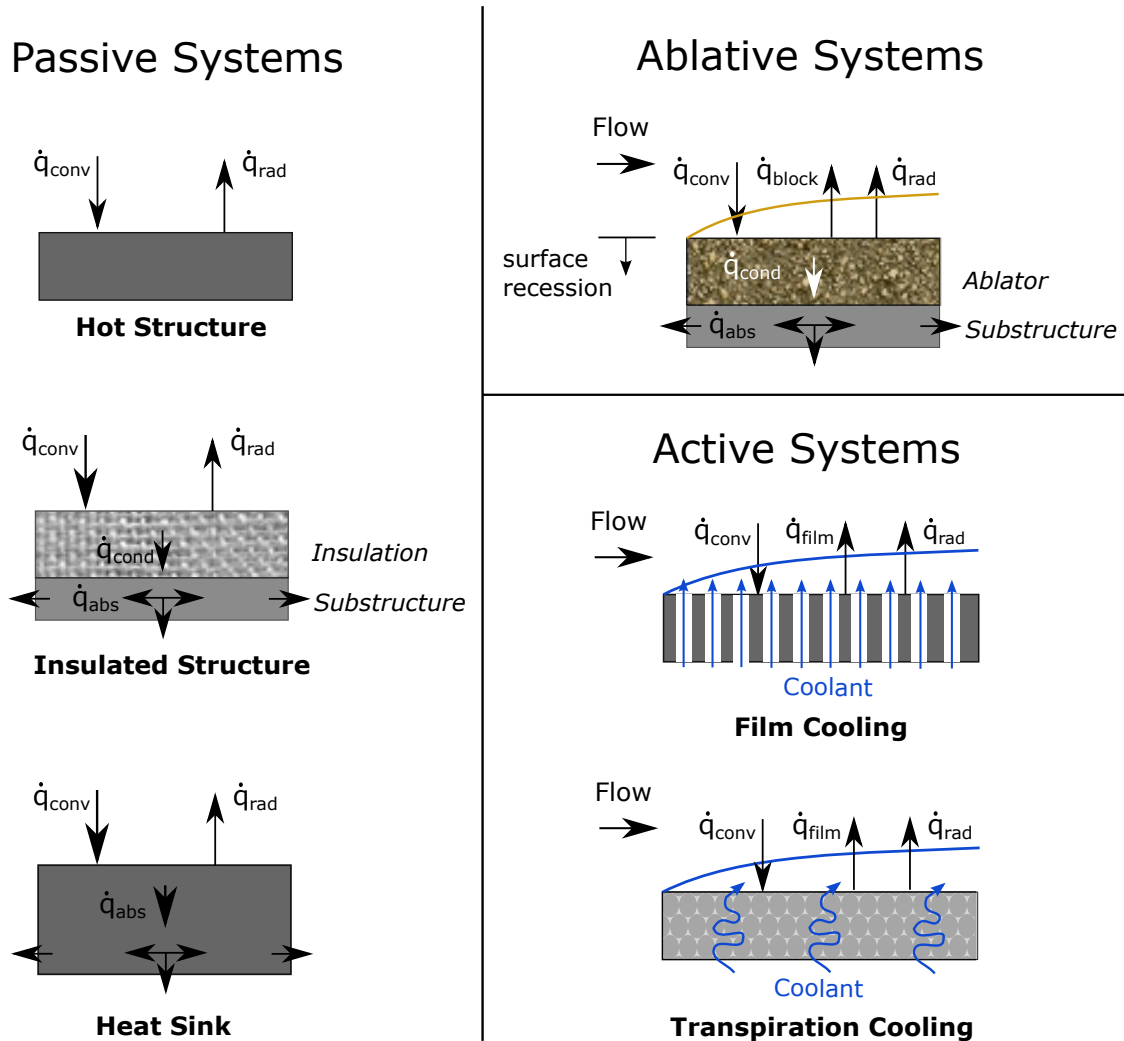 Passive Systems
q̇conv
q̇rad
Hot Structure
q̇conv
q̇rad
q̇cond
Insulation
q̇abs
Substructure
Insulated Structure
q̇conv
q̇rad
q̇abs
Heat Sink
Ablative Systems
Flow
q̇conv
q̇block
q̇rad
surface
recession
q̇cond
Ablator
q̇abs
Substructure
Active Systems
Flow
q̇conv
q̇film
q̇rad
Coolant
Film Cooling
Flow
q̇conv
q̇film
q̇rad
Coolant
Transpiration Cooling